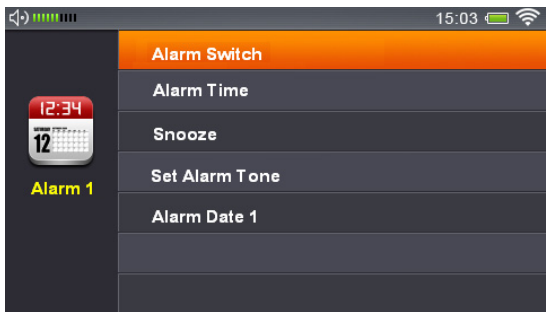 15:03
Alarm Switch
Alarm Time
12:34
Snooze
12
Set Alarm Tone
Alarm 1
Alarm Date 1